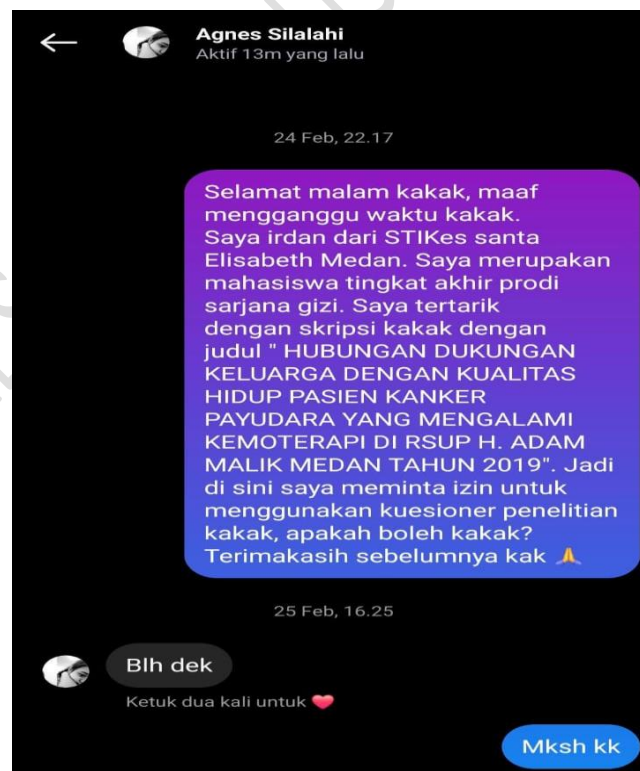 Agnes Silalahi
Aktif 13m yang lalu
24 Feb, 22.17
Selamat malam kakak, maaf
mengganggu waktu kakak.
Saya irdan dari STIKes santa
Elisabeth Medan. Saya merupakan
mahasiswa tingkat akhir prodi
sarjana gizi. Saya tertarik
dengan skripsi kakak dengan
judul " HUBUNGAN DUKUNGAN
KELUARGA DENGAN KUALITAS
HIDUP PASIEN KANKER
PAYUDARA YANG MENGALAMI
KEMOTERAPI DI RSUP H. ADAM
MALIK MEDAN TAHUN 2019". Jadi
di sini saya meminta izin untuk
menggunakan kuesioner penelitian
kakak, apakah boleh kakak?
Terimakasih sebelumnya kak 🙏
25 Feb, 16.25
Blh dek
Ketuk dua kali untuk ❤️
Mksh kk